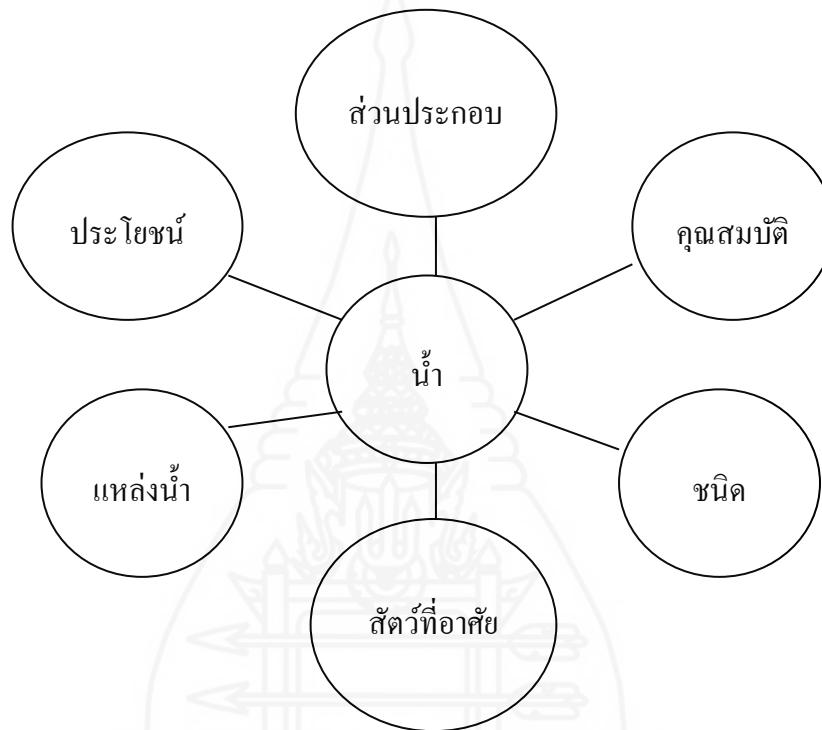 ส่วนประกอบ
ประโยชน์
คุณสมบัติ
น้ำ
แหล่งน้ำ
ชนิด
สัตว์ที่อาศัย